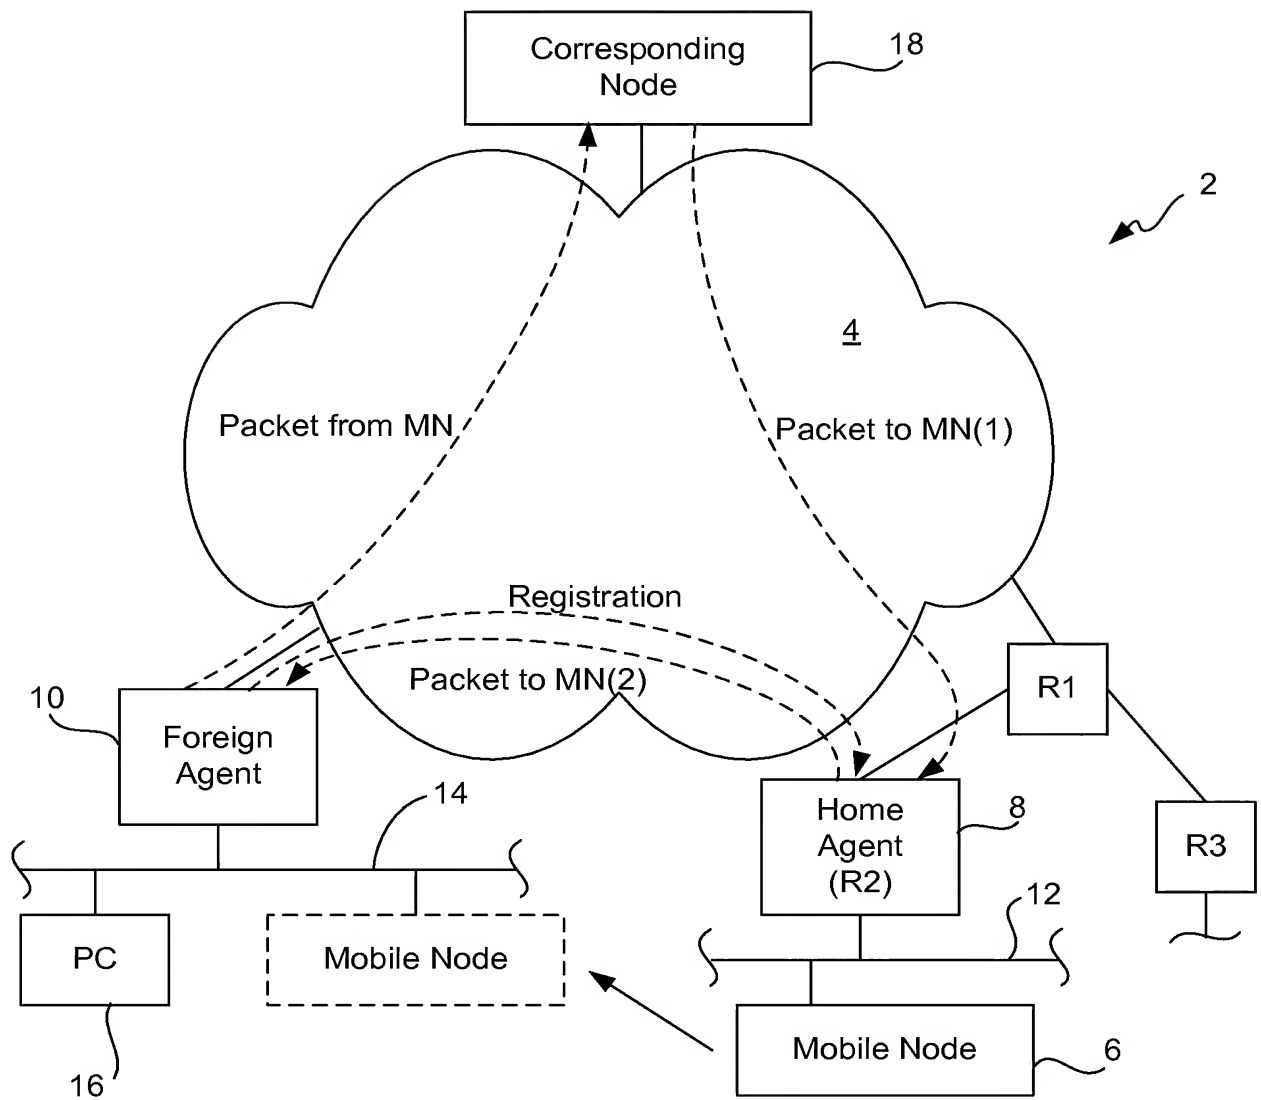 Corresponding
Node
18
2
4
Packet from MN
Packet to MN(1)
Registration
Packet to MN(2)
R1
10
Foreign
Agent
14
Home
Agent
(R2)
8
R3
12
PC
Mobile Node
Mobile Node
6
16